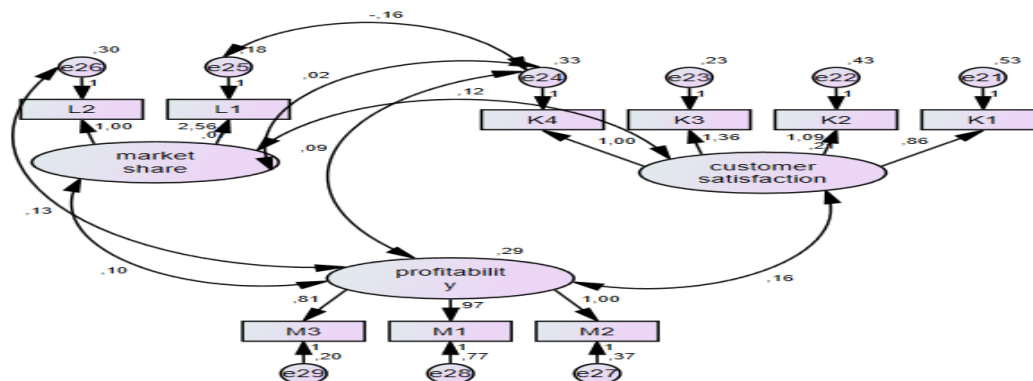 -,16
,30
,18
,33
,23
,43
,53
e26
e25
e24
e23
e22
e21
,02
1
1
1
1
1
1
,12
L2
L1
K4
K3
K2
K1
1,00
2,56
1,00
1,36
1,09
,86
,0
,21
market
share
,09
customer
satisfaction
,13
,10
,29
profitabilit
y
,16
,81
,97
1,00
M3
M1
M2
1
1
1
,20
,77
,37
e29
e28
e27